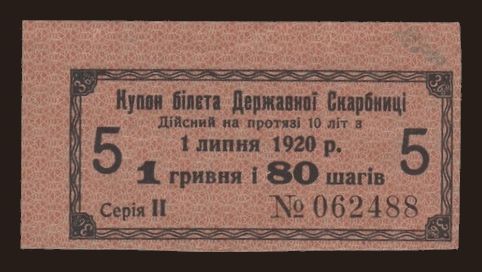 Купон білета Державної Скарбниці
Дійсний на протязі 10 літ з
5 1 липня 1920 р. 5
1 гривня і 80 шагів
Серія II № 062488